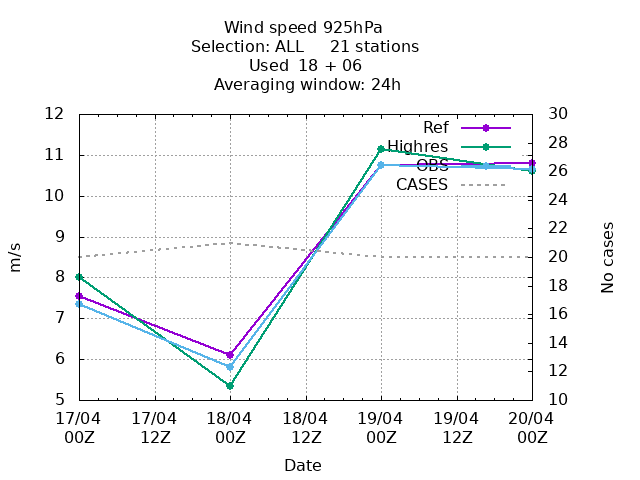 Wind speed 925hPa
Selection: ALL 21 stations
Used 18 + 06
Averaging window: 24h
12 30
Ref
28
Highres
11
OBS
26
CASES
10 24
22
9
20
8
18
7 16
14
6
12
5 10
m/s
No cases
17/04 17/04 18/04 18/04 19/04 19/04 20/04
00Z 12Z 00Z 12Z 00Z 12Z 00Z
Date